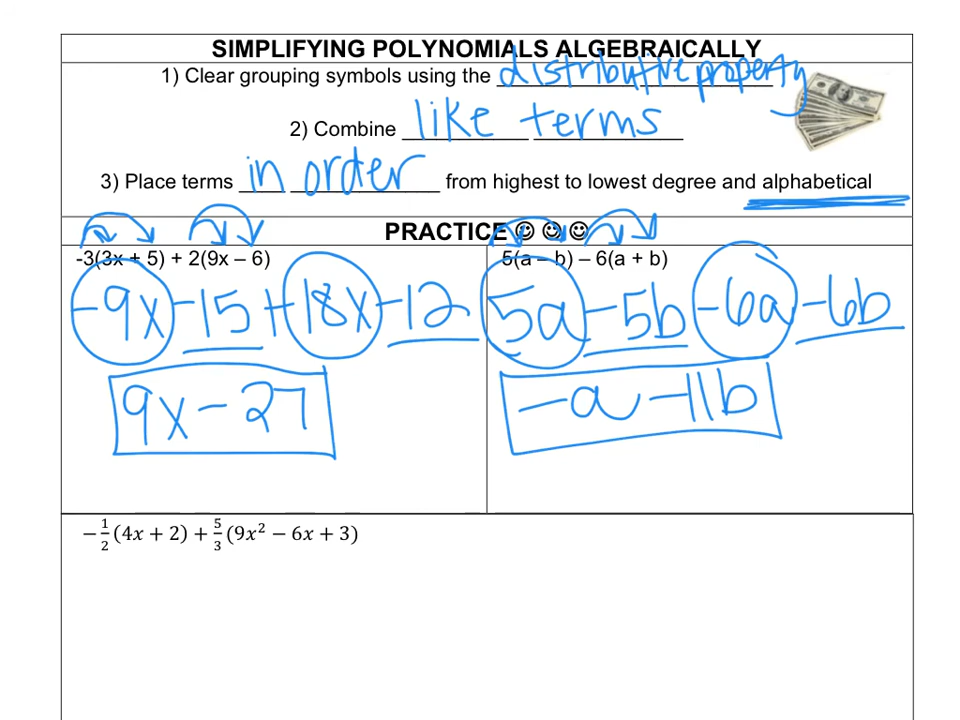 SIMPLIFYING POLYNOMIALS ALGEBRAICALLY
1) Clear grouping symbols using the distributive property
2) Combine like terms
3) Place terms in order from highest to lowest degree and alphabetical
PRACTICE ☺ ☺ ☺
-3(3x + 5) + 2(9x – 6)
-9x - 15 + 18x - 12
9x - 27
5(a – b) – 6(a + b)
5a - 5b - 6a - 6b
-a - 11b
−1/2(4x + 2) + 5/3(9x² − 6x + 3)